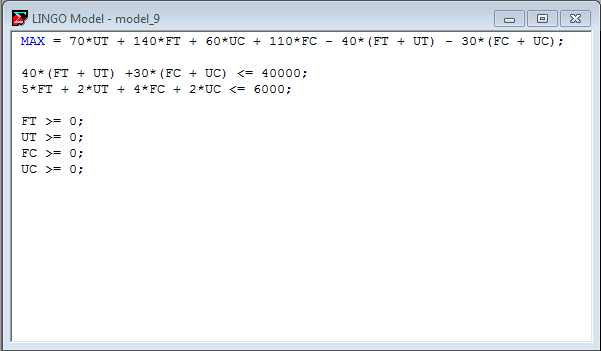 LINGO Model - model_9
MAX = 70*UT + 140*FT + 60*UC + 110*FC - 40*(FT + UT) - 30*(FC + UC);
40*(FT + UT) +30*(FC + UC) <= 40000;
5*FT + 2*UT + 4*FC + 2*UC <= 6000;
FT >= 0;
UT >= 0;
FC >= 0;
UC >= 0;